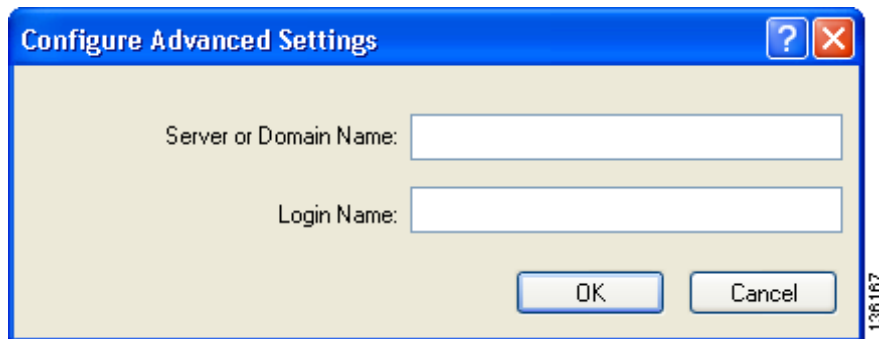 Configure Advanced Settings
?
Server or Domain Name:
Login Name:
OK
Cancel
136167